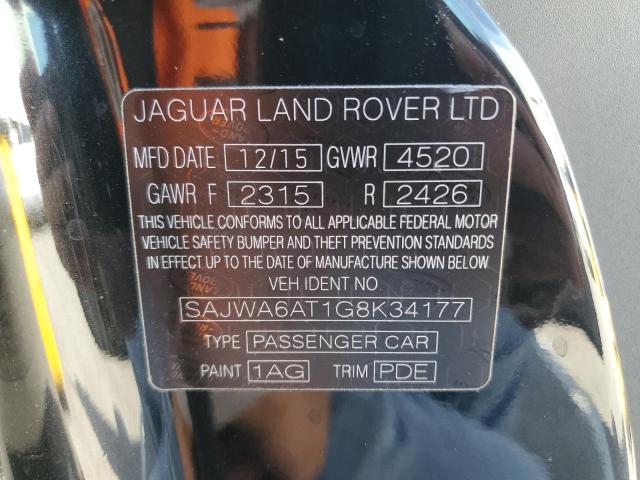 JAGUAR LAND ROVER LTD
MFD DATE 12/15 GVWR 4520
GAWR F 2315 R 2426
THIS VEHICLE CONFORMS TO ALL APPLICABLE FEDERAL MOTOR
VEHICLE SAFETY BUMPER AND THEFT PREVENTION STANDARDS
IN EFFECT UP TO THE DATE OF MANUFACTURE SHOWN BELOW.
VEH IDENT NO.
SAJWA6AT1G8K34177
TYPE PASSENGER CAR
PAINT 1AG TRIM PDE